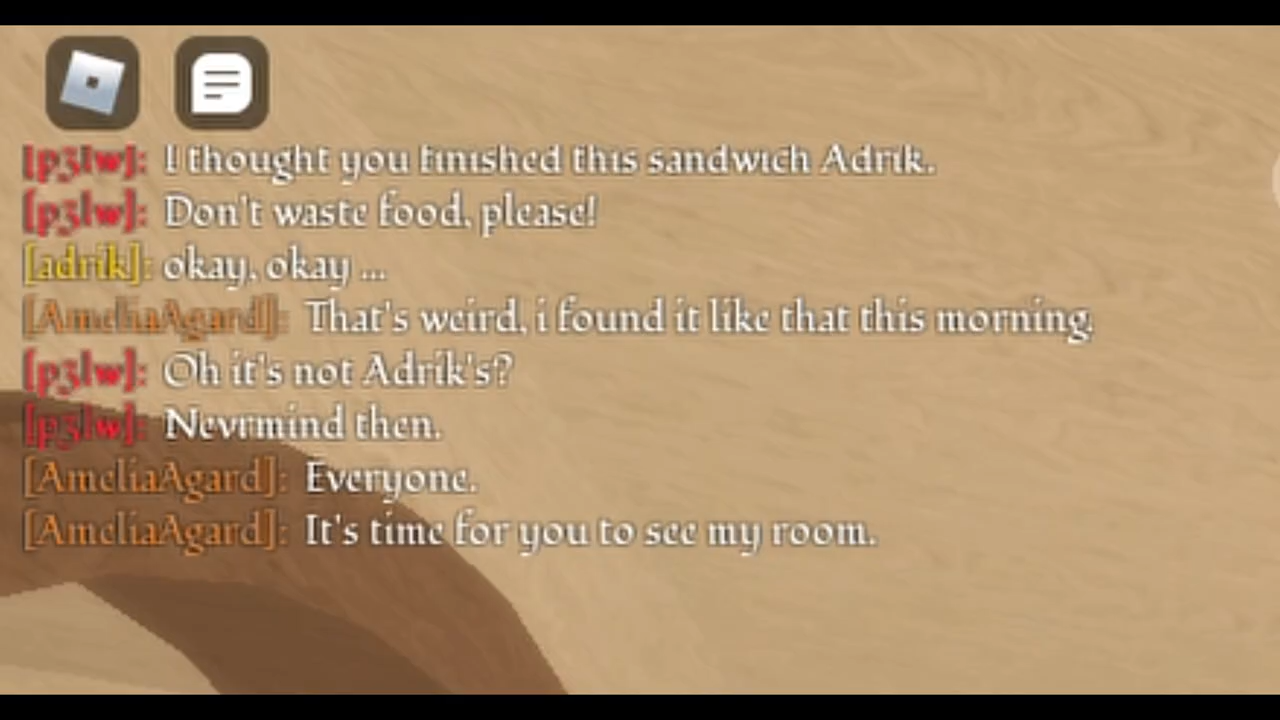 [p3lw]: I thought you finished this sandwich Adrik.
[p3lw]: Don't waste food, please!
[adrik]: okay, okay ...
[AmeliaAgard]: That's weird, i found it like that this morning.
[p3lw]: Oh it's not Adrik's?
[p3lw]: Nevrmind then.
[AmeliaAgard]: Everyone.
[AmeliaAgard]: It's time for you to see my room.